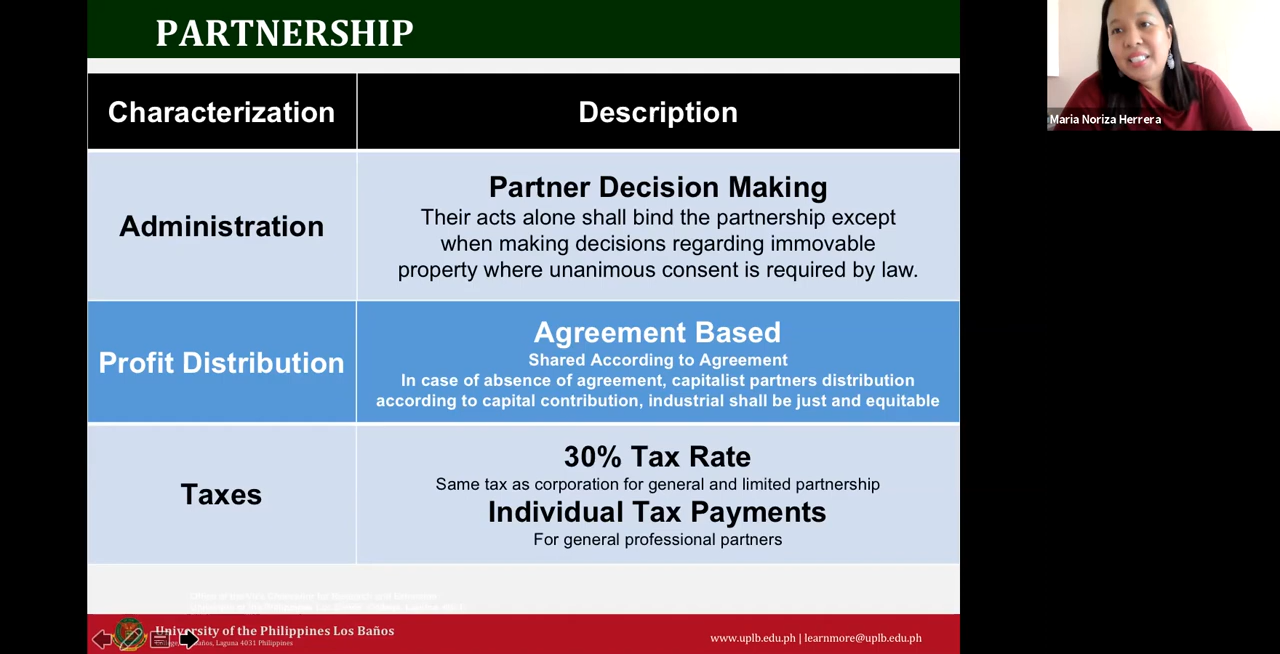 PARTNERSHIP
Characterization
Description
Administration
Partner Decision Making
Their acts alone shall bind the partnership except
when making decisions regarding immovable
property where unanimous consent is required by law.
Profit Distribution
Agreement Based
Shared According to Agreement
In case of absence of agreement, capitalist partners distribution
according to capital contribution, industrial shall be just and equitable
Taxes
30% Tax Rate
Same tax as corporation for general and limited partnership
Individual Tax Payments
For general professional partners
University of the Philippines Los Baños
Laguna 4031 Philippines
www.uplb.edu.ph | learnmore@uplb.edu.ph
Maria Noriza Herrera